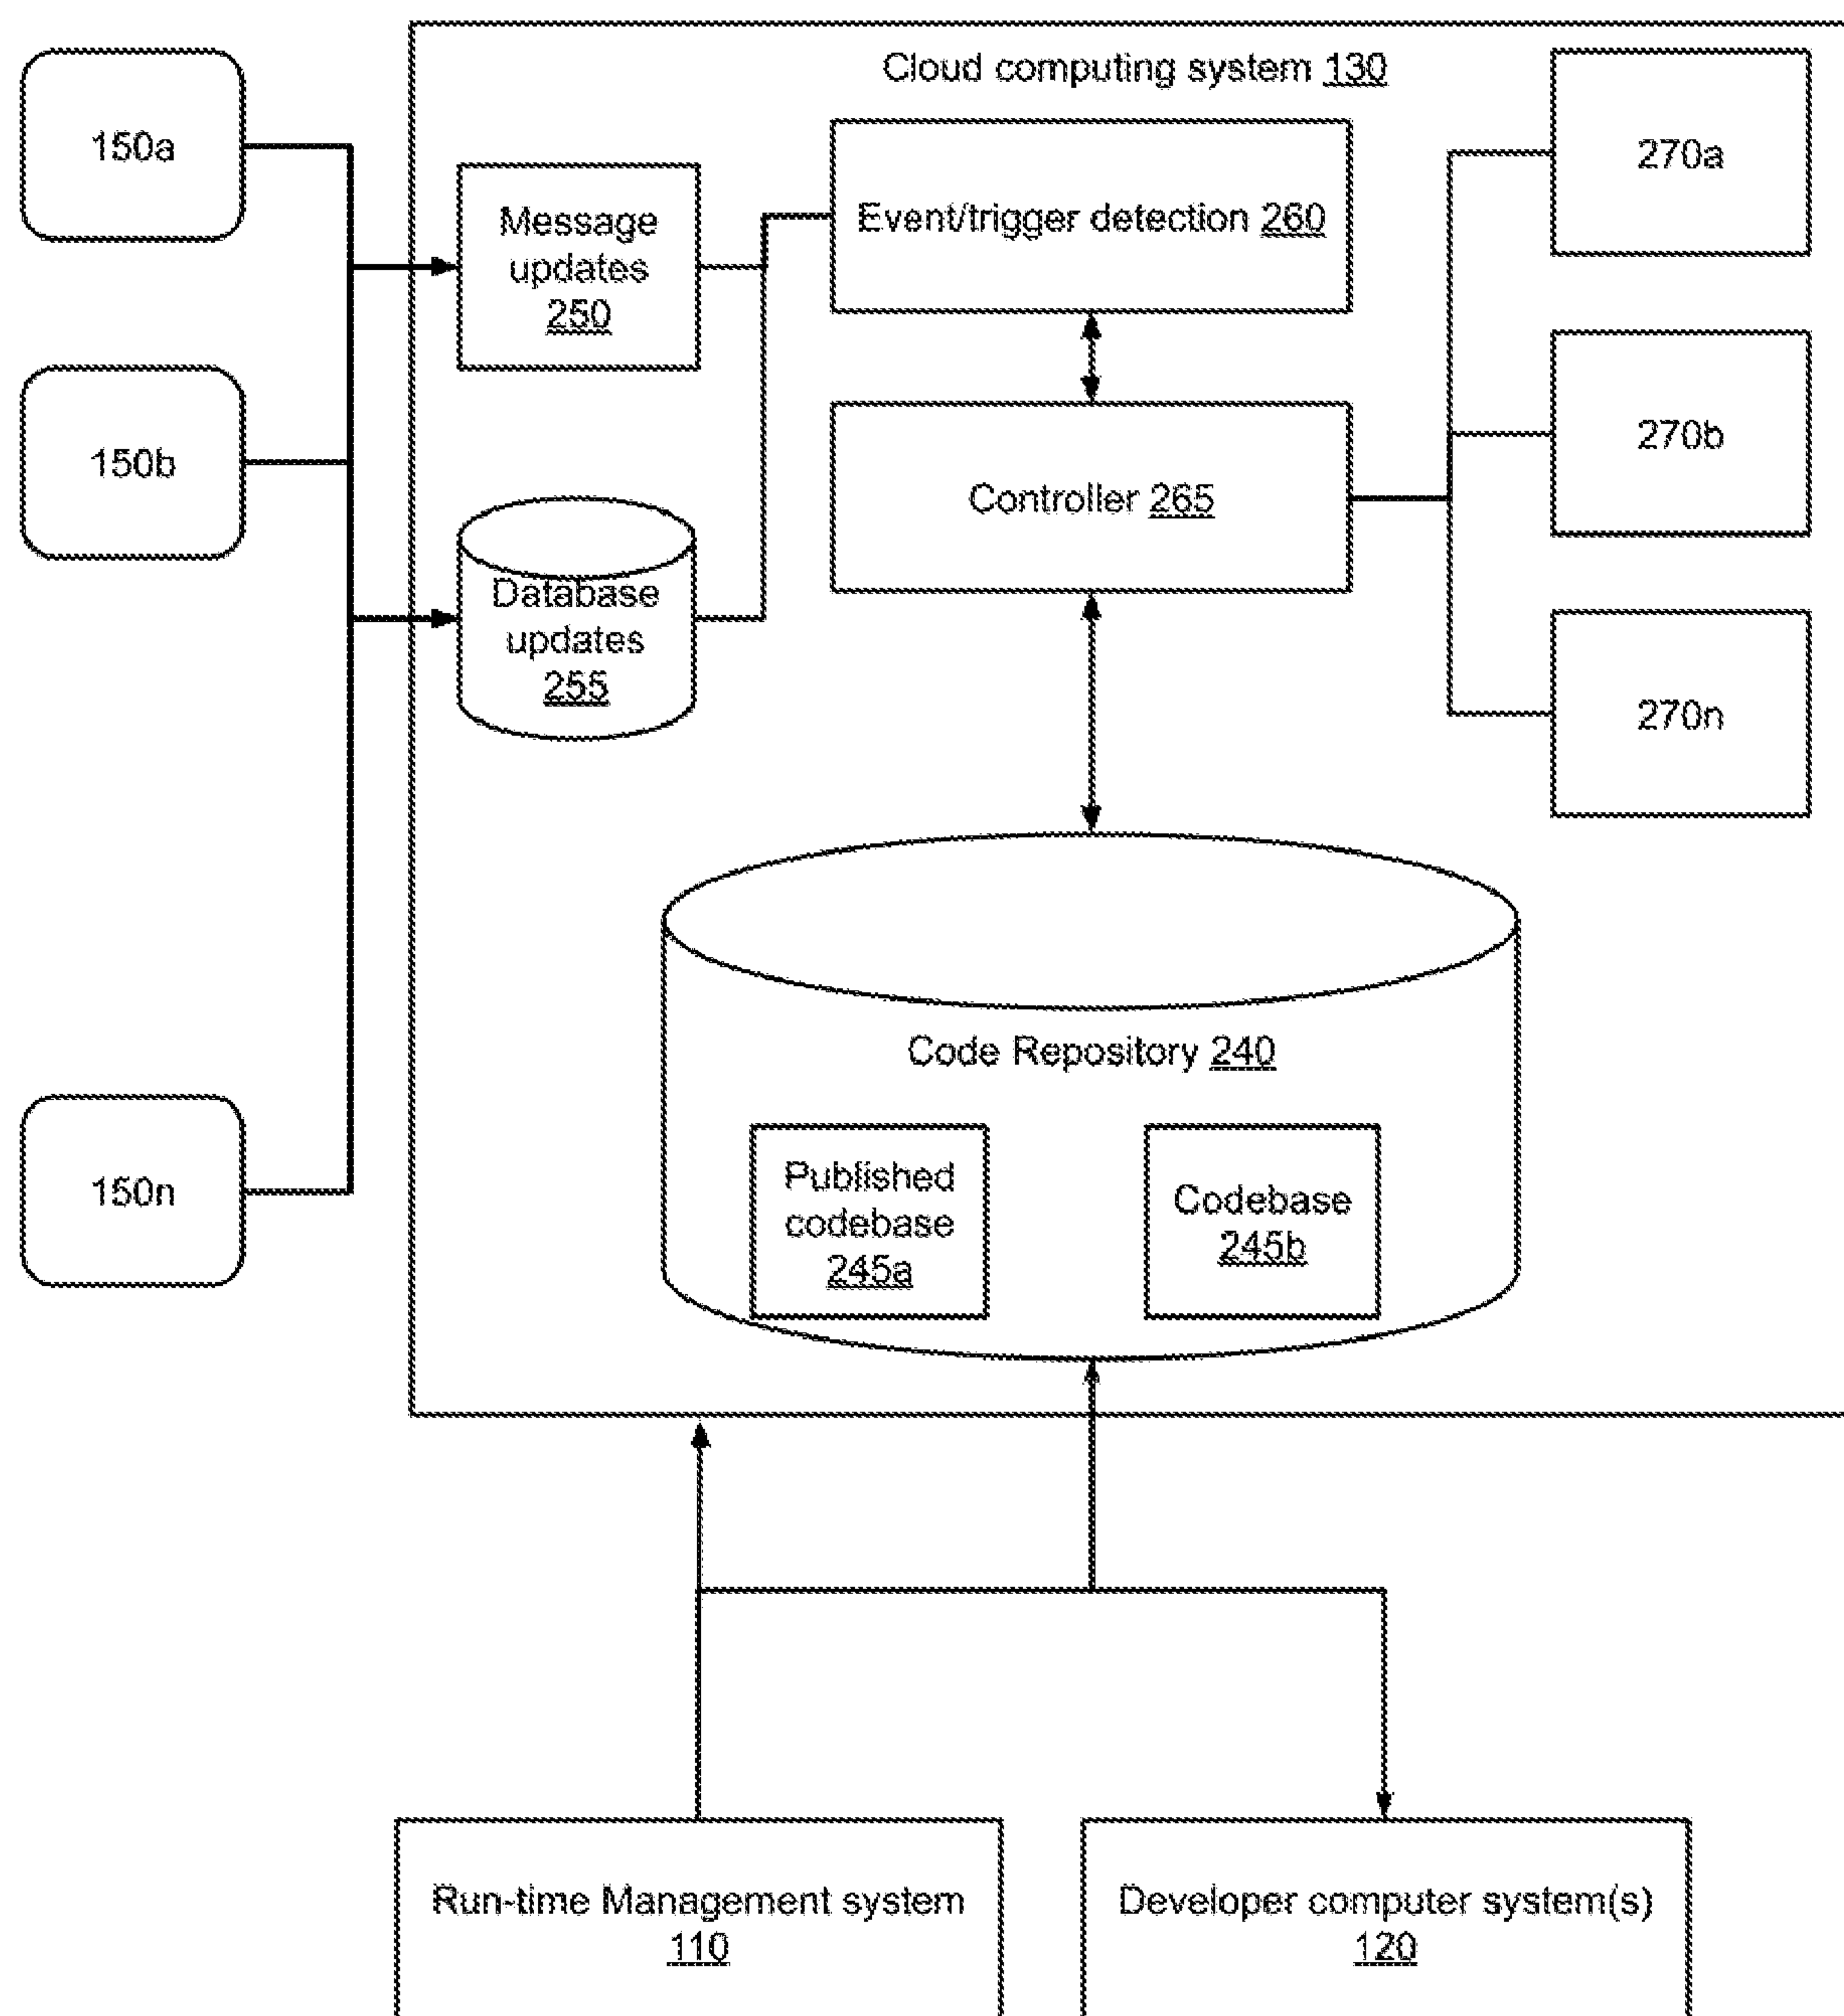 Cloud computing system 130
150a
Message
updates
250
Event/trigger detection 260
270a
150b
Database
updates
255
Controller 265
270b
270n
Code Repository 240
150n
Published
codebase
245a
Codebase
245b
Run-time Management system
110
Developer computer system(s)
120